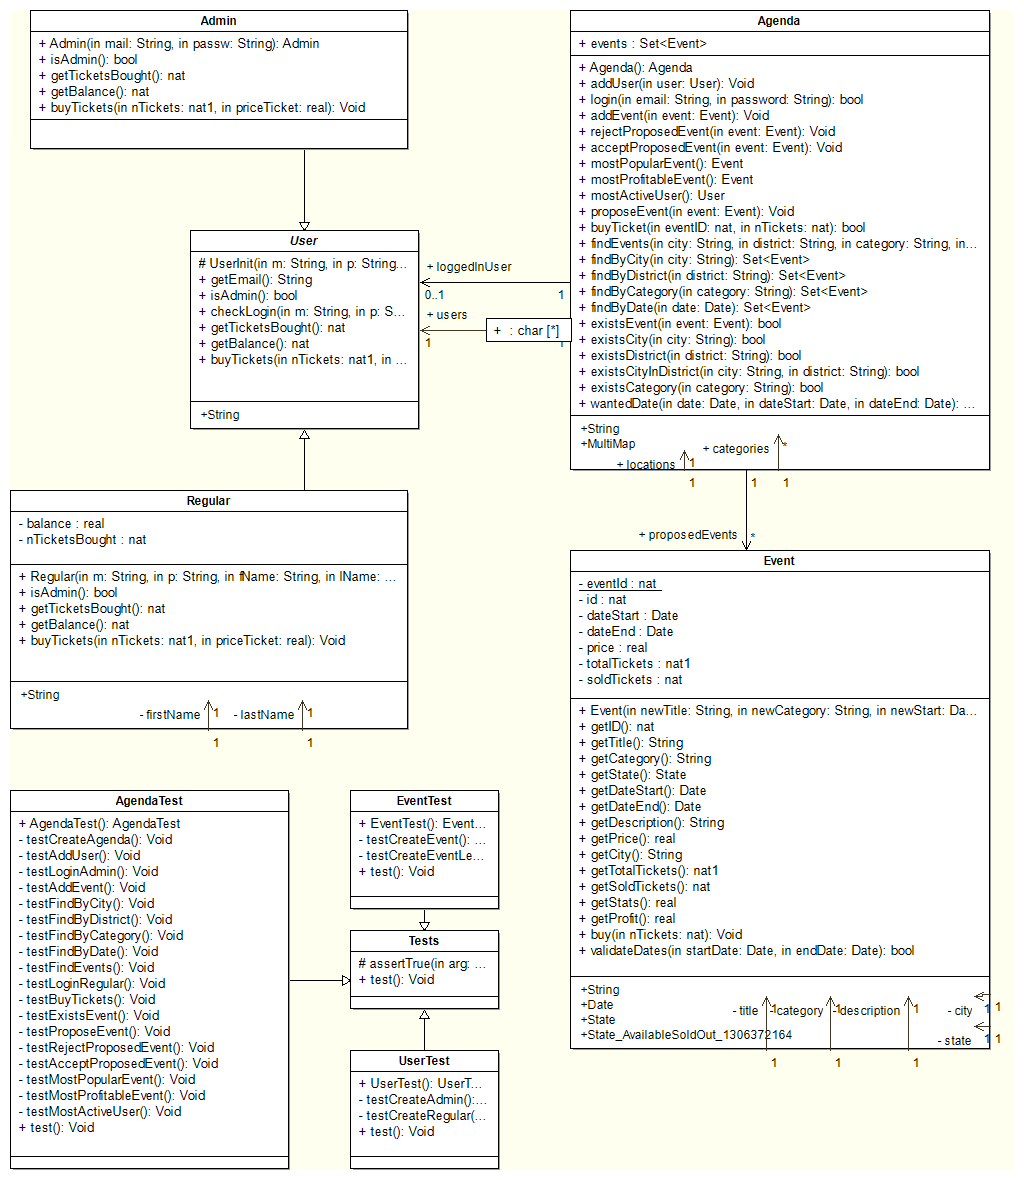 Admin
+ Admin(in mail: String, in passw: String): Admin
+ isAdmin(): bool
+ getTicketsBought(): nat
+ getBalance(): nat
+ buyTickets(in nTickets: nat1, in priceTicket: real): Void
Agenda
+ events : Set<Event>
+ Agenda(): Agenda
+ addUser(in user: User): Void
+ login(in email: String, in password: String): bool
+ addEvent(in event: Event): Void
+ rejectProposedEvent(in event: Event): Void
+ acceptProposedEvent(in event: Event): Void
+ mostPopularEvent(): Event
+ mostProfitableEvent(): Event
+ mostActiveUser(): User
+ proposeEvent(in event: Event): Void
+ buyTicket(in eventID: nat, in nTickets: nat): bool
+ findEvents(in city: String, in district: String, in category: String, in...
+ findByCity(in city: String): Set<Event>
+ findByDistrict(in district: String): Set<Event>
+ findByCategory(in category: String): Set<Event>
+ findByDate(in date: Date): Set<Event>
+ existsEvent(in event: Event): bool
+ existsCity(in city: String): bool
+ existsDistrict(in district: String): bool
+ existsCityInDistrict(in city: String, in district: String): bool
+ existsCategory(in category: String): bool
+ wantedDate(in date: Date, in dateStart: Date, in dateEnd: Date): ...
+String
+MultiMap
+ categories
*
+ locations
1
1
1
1
User
# UserInit(in m: String, in p: String...
+ getEmail(): String
+ isAdmin(): bool
+ checkLogin(in m: String, in p: S...
+ getTicketsBought(): nat
+ getBalance(): nat
+ buyTickets(in nTickets: nat1, in ...
+String
+ loggedInUser
0..1
1
+ users
1
+ : char [*]
1
+ proposedEvents
*
Regular
- balance : real
- nTicketsBought : nat
+ Regular(in m: String, in p: String, in fName: String, in lName: ...
+ isAdmin(): bool
+ getTicketsBought(): nat
+ getBalance(): nat
+ buyTickets(in nTickets: nat1, in priceTicket: real): Void
+String
- firstName
1
- lastName
1
1
1
Event
- eventId : nat
- id : nat
- dateStart : Date
- dateEnd : Date
- price : real
- totalTickets : nat1
- soldTickets : nat
+ Event(in newTitle: String, in newCategory: String, in newStart: Da...
+ getID(): nat
+ getTitle(): String
+ getCategory(): String
+ getState(): State
+ getDateStart(): Date
+ getDateEnd(): Date
+ getDescription(): String
+ getPrice(): real
+ getCity(): String
+ getTotalTickets(): nat1
+ getSoldTickets(): nat
+ getStats(): real
+ getProfit(): real
+ buy(in nTickets: nat): Void
+ validateDates(in startDate: Date, in endDate: Date): bool
+String
+Date
+State
+State_AvailableSoldOut_1306372164
- title
1
- category
1
- description
1
- city
1
1
- state
1
1
1
1
1
AgendaTest
+ AgendaTest(): AgendaTest
- testCreateAgenda(): Void
- testAddUser(): Void
- testLoginAdmin(): Void
- testAddEvent(): Void
- testFindByCity(): Void
- testFindByDistrict(): Void
- testFindByCategory(): Void
- testFindByDate(): Void
- testFindEvents(): Void
- testLoginRegular(): Void
- testBuyTickets(): Void
- testExistsEvent(): Void
- testProposeEvent(): Void
- testRejectProposedEvent(): Void
- testAcceptProposedEvent(): Void
- testMostPopularEvent(): Void
- testMostProfitableEvent(): Void
- testMostActiveUser(): Void
+ test(): Void
EventTest
+ EventTest(): Event...
- testCreateEvent(): ...
- testCreateEventLe...
+ test(): Void
Tests
# assertTrue(in arg: ...
+ test(): Void
UserTest
+ UserTest(): UserT...
- testCreateAdmin():...
- testCreateRegular(...
+ test(): Void